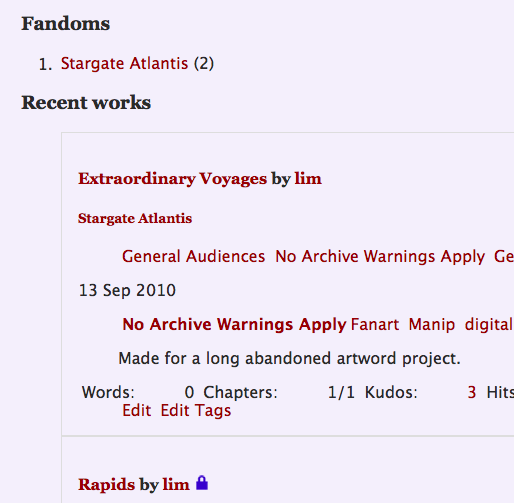 Fandoms
1. Stargate Atlantis (2)
Recent works
Extraordinary Voyages by lim
Stargate Atlantis
General Audiences No Archive Warnings Apply Ge
13 Sep 2010
No Archive Warnings Apply Fanart Manip digital
Made for a long abandoned artword project.
Words: 0 Chapters: 1/1 Kudos: 3 Hits
Edit Edit Tags
Rapids by lim